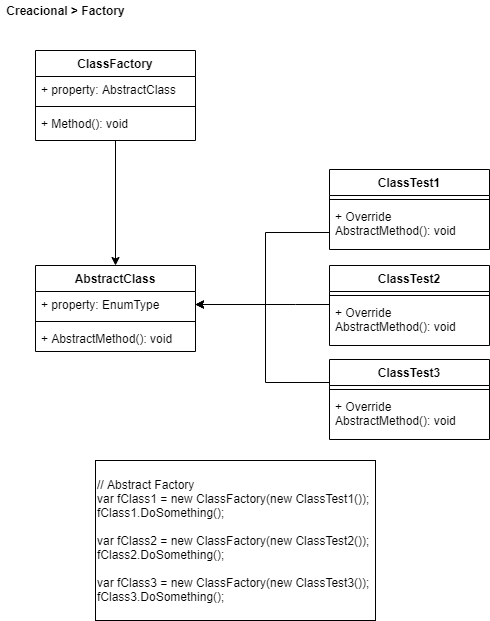 Creacional > Factory
ClassFactory
+ property: AbstractClass
+ Method(): void
AbstractClass
+ property: EnumType
+ AbstractMethod(): void
ClassTest1
+ Override
AbstractMethod(): void
ClassTest2
+ Override
AbstractMethod(): void
ClassTest3
+ Override
AbstractMethod(): void
// Abstract Factory
var fClass1 = new ClassFactory(new ClassTest1());
fClass1.DoSomething();
var fClass2 = new ClassFactory(new ClassTest2());
fClass2.DoSomething();
var fClass3 = new ClassFactory(new ClassTest3());
fClass3.DoSomething();